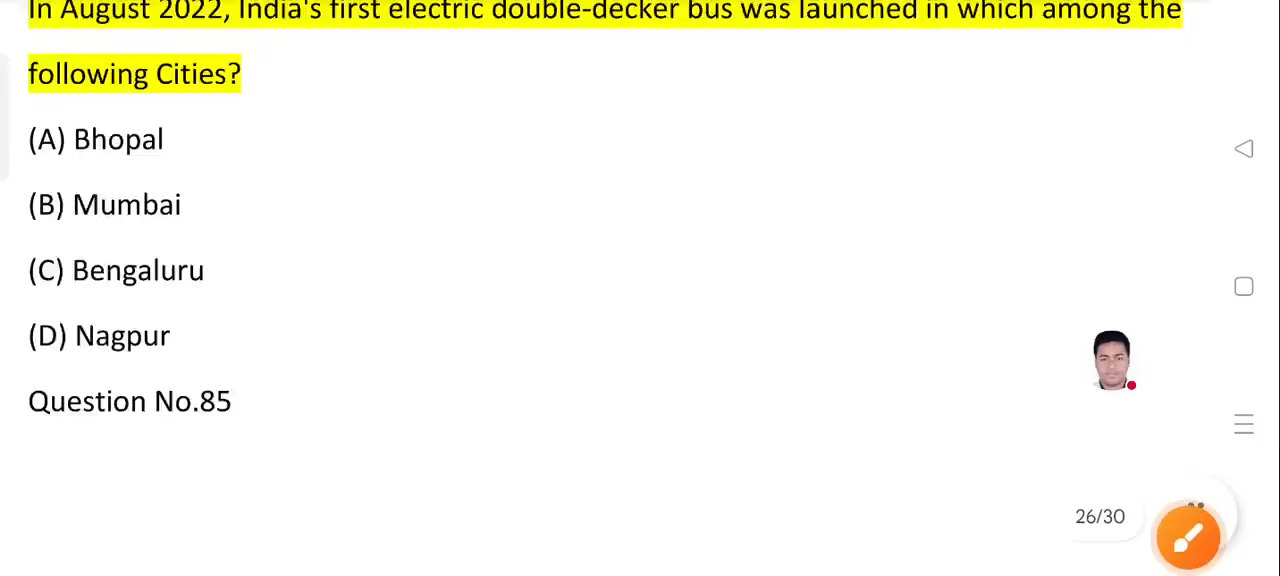 In August 2022, India's first electric double-decker bus was launched in which among the
following Cities?
(A) Bhopal
(B) Mumbai
(C) Bengaluru
(D) Nagpur
Question No.85
26/30